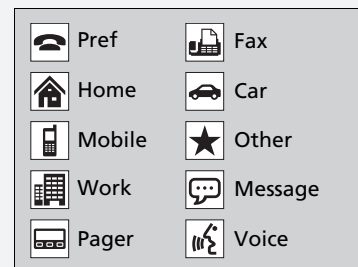 Pref
Fax
Home
Car
Mobile
Other
Work
Message
Pager
Voice